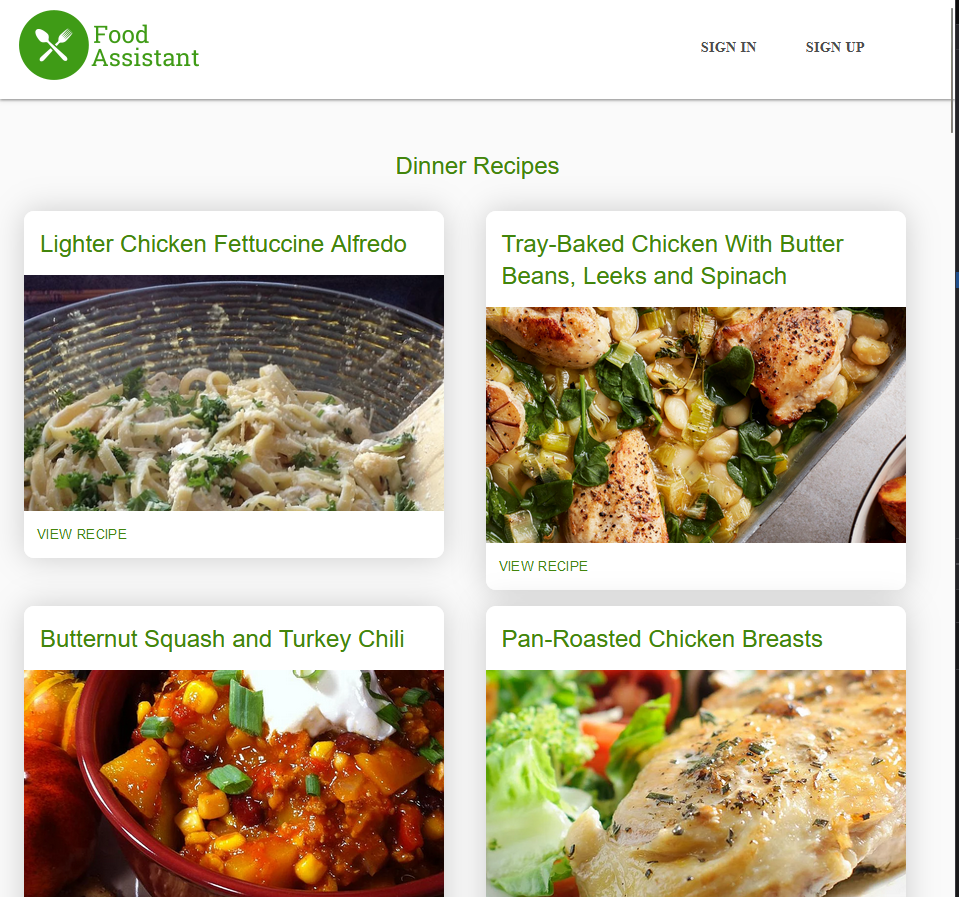 Food
Assistant
SIGN IN
SIGN UP
Dinner Recipes
Lighter Chicken Fettuccine Alfredo
VIEW RECIPE
Tray-Baked Chicken With Butter
Beans, Leeks and Spinach
VIEW RECIPE
Butternut Squash and Turkey Chili
Pan-Roasted Chicken Breasts